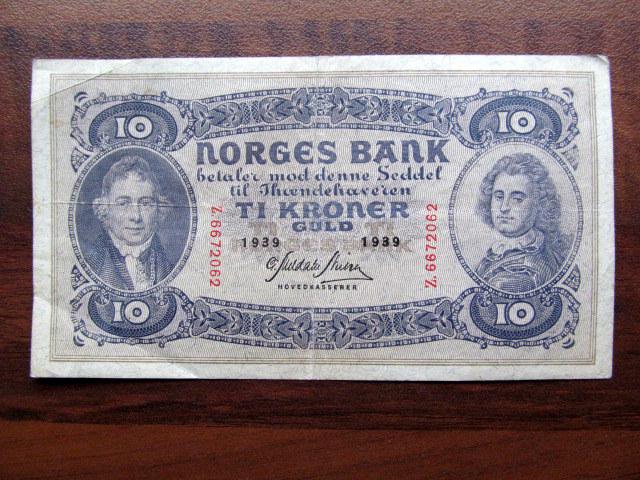 10 10
NORGES BANK
betaler mod denne Seddel
til Ihændehaveren
TI KRONER
GULD
1939 1939
HOVEDKASSERER
Z.6672062
Z.6672062
10 10